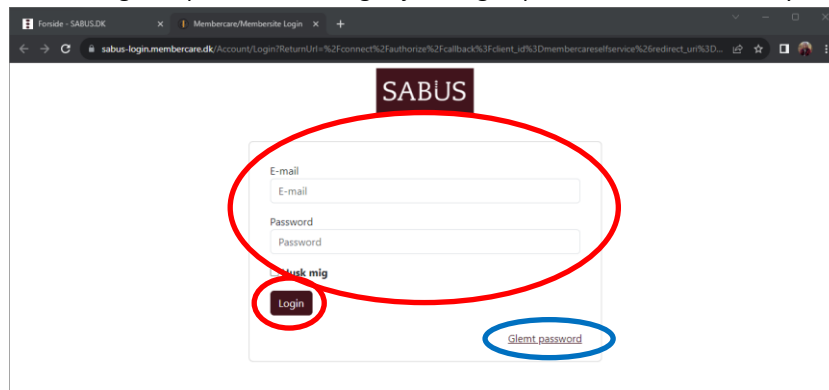 Forside - SABUS.DK
Membercare/Membersite Login
sabus-login.membercare.dk/Account/Login?ReturnUrl=%2Fconnect%2Fauthorize%2Fcallback%3Fclient_id%3Dmembercareselfservice%26redirect_uri%3D...
SABUS
E-mail
E-mail
Password
Password
Husk mig
Login
Glemt password